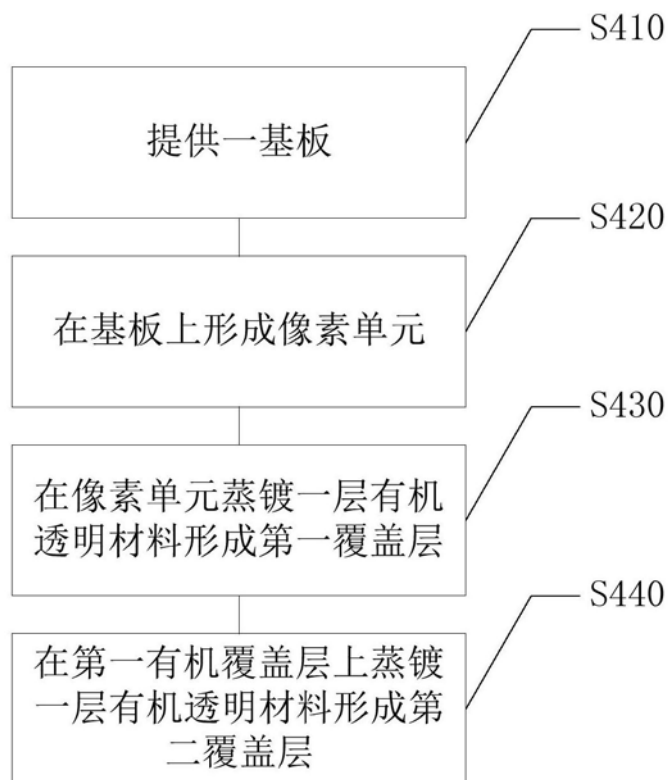 S410
提供一基板
S420
在基板上形成像素单元
S430
在像素单元蒸镀一层有机
透明材料形成第一覆盖层
S440
在第一有机覆盖层上蒸镀
一层有机透明材料形成第
二覆盖层